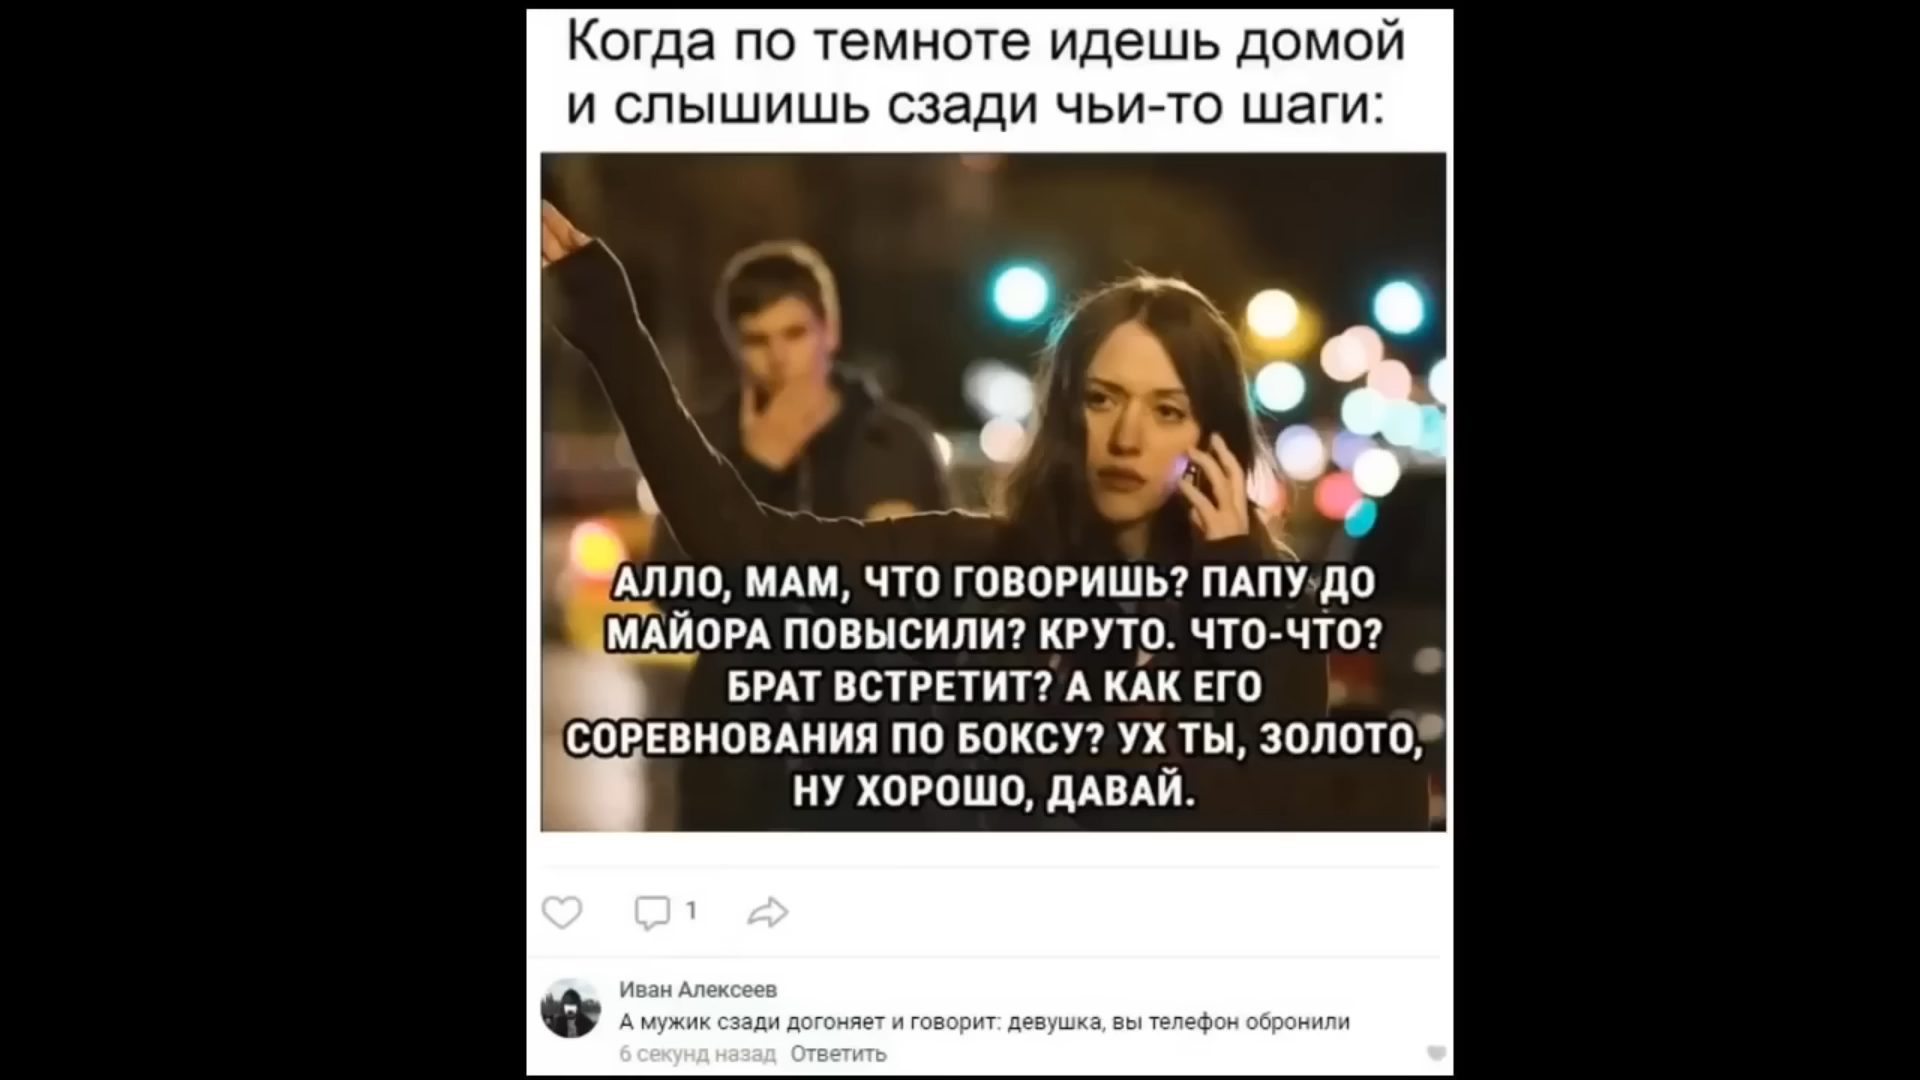 Когда по темноте идешь домой
и слышишь сзади чьи-то шаги:
АЛЛО, МАМ, ЧТО ГОВОРИШЬ? ПАПУ ДО
МАЙОРА ПОВЫСИЛИ? КРУТО. ЧТО-ЧТО?
БРАТ ВСТРЕТИТ? А КАК ЕГО
СОРЕВНОВАНИЯ ПО БОКСУ? УХ ТЫ, ЗОЛОТО,
НУ ХОРОШО, ДАВАЙ.
1
Иван Алексеев
А мужик сзади догоняет и говорит: девушка, вы телефон обронили
6 секунд назад Ответить